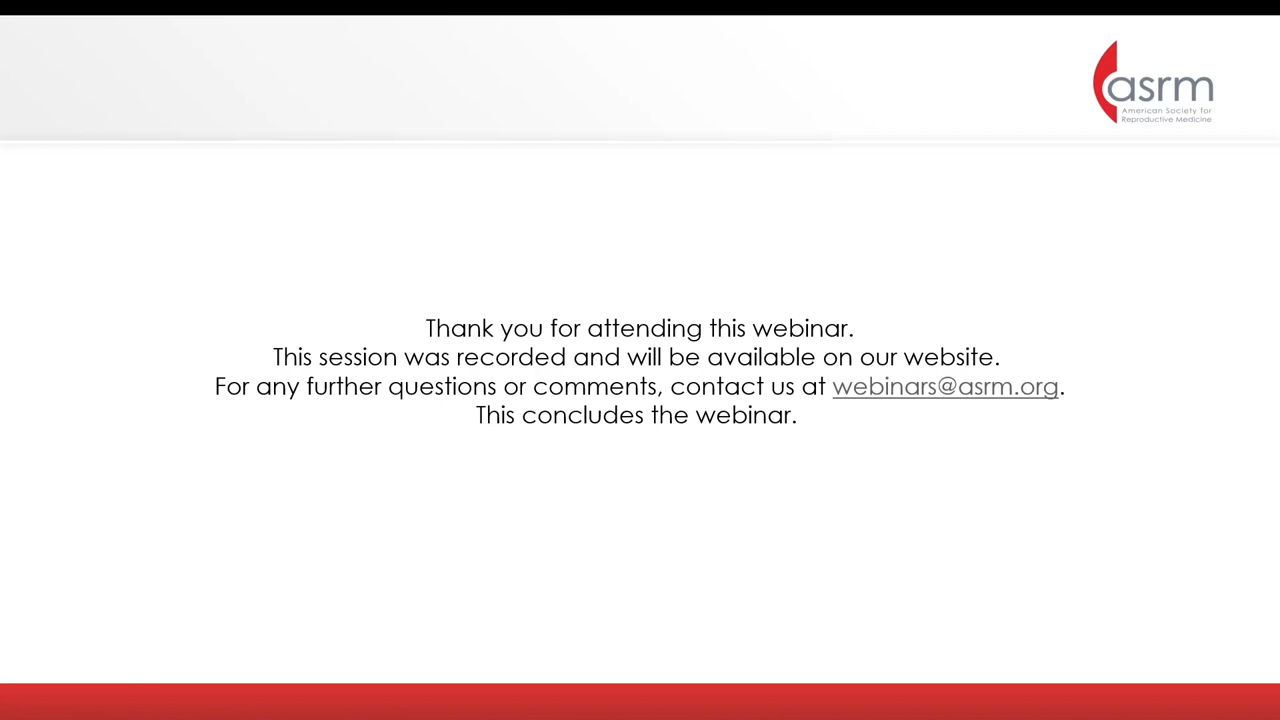 asrm
American Society for
Reproductive Medicine
Thank you for attending this webinar.
This session was recorded and will be available on our website.
For any further questions or comments, contact us at webinars@asrm.org.
This concludes the webinar.